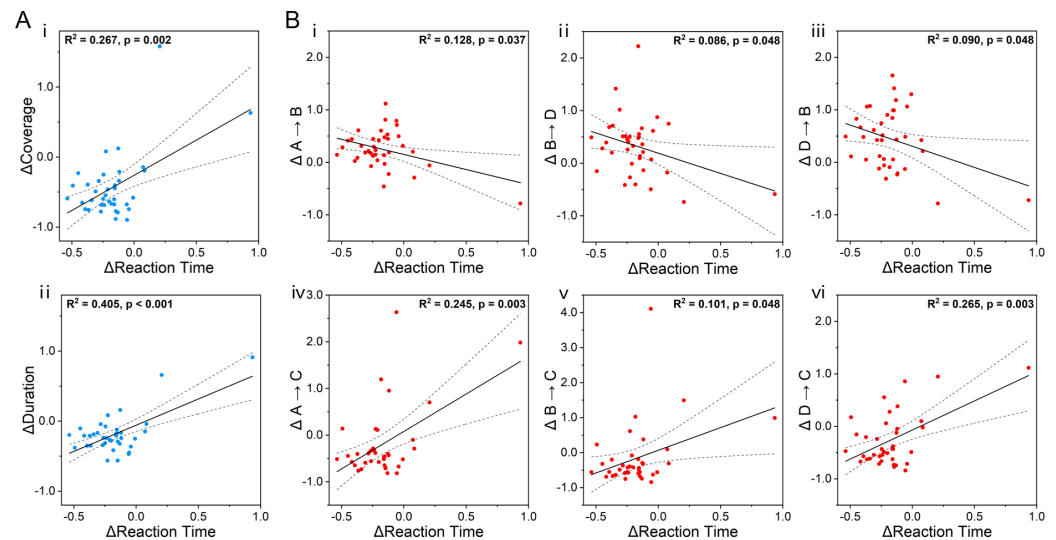 A
B
i
R² = 0.267, p = 0.002
1.0
0.0
-1.0
ΔCoverage
-0.5 0.0 0.5 1.0
ΔReaction Time
i
R² = 0.128, p = 0.037
2.0
1.0
0.0
-1.0
Δ A → B
-0.5 0.0 0.5 1.0
ΔReaction Time
ii
R² = 0.086, p = 0.048
2.0
1.0
0.0
-1.0
Δ B → D
-0.5 0.0 0.5 1.0
ΔReaction Time
iii
R² = 0.090, p = 0.048
2.0
1.0
0.0
-1.0
Δ D → B
-0.5 0.0 0.5 1.0
ΔReaction Time
ii
R² = 0.405, p < 0.001
1.0
0.0
-1.0
ΔDuration
-0.5 0.0 0.5 1.0
ΔReaction Time
iv
R² = 0.245, p = 0.003
3.0
2.0
1.0
0.0
-1.0
Δ A → C
-0.5 0.0 0.5 1.0
ΔReaction Time
v
R² = 0.101, p = 0.048
4.0
3.0
2.0
1.0
0.0
-1.0
Δ B → C
-0.5 0.0 0.5 1.0
ΔReaction Time
vi
R² = 0.265, p = 0.003
2.0
1.0
0.0
-1.0
Δ D → C
-0.5 0.0 0.5 1.0
ΔReaction Time